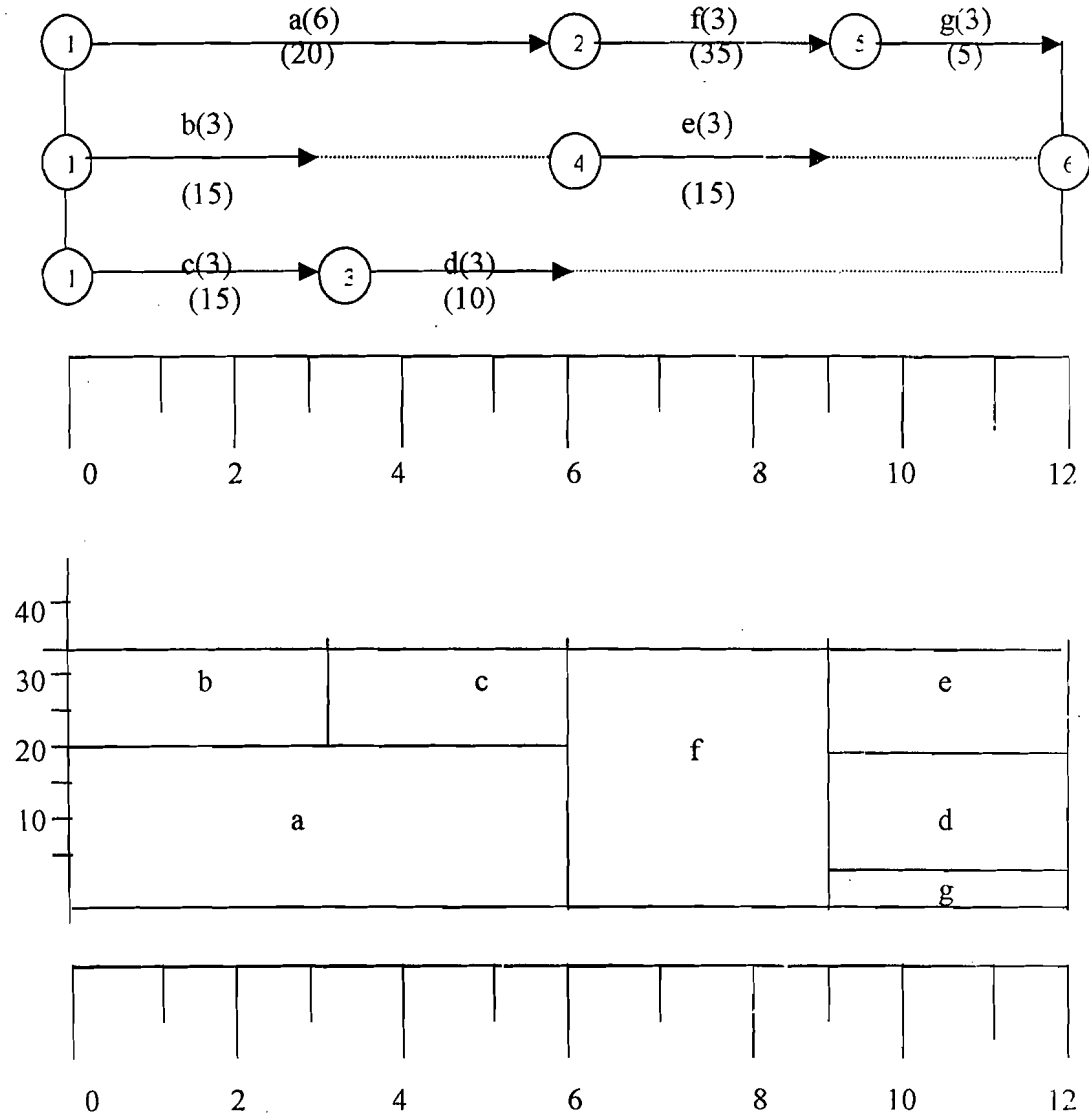 a(6) f(3) g(3)
1 2 5
(20) (35) (5)
b(3) e(3)
1 4 6
(15) (15)
c(3) d(3)
1 3
(15) (10)
0 2 4 6 8 10 12
40
30 b c e
20 f
10 a d
g
0 2 4 6 8 10 12